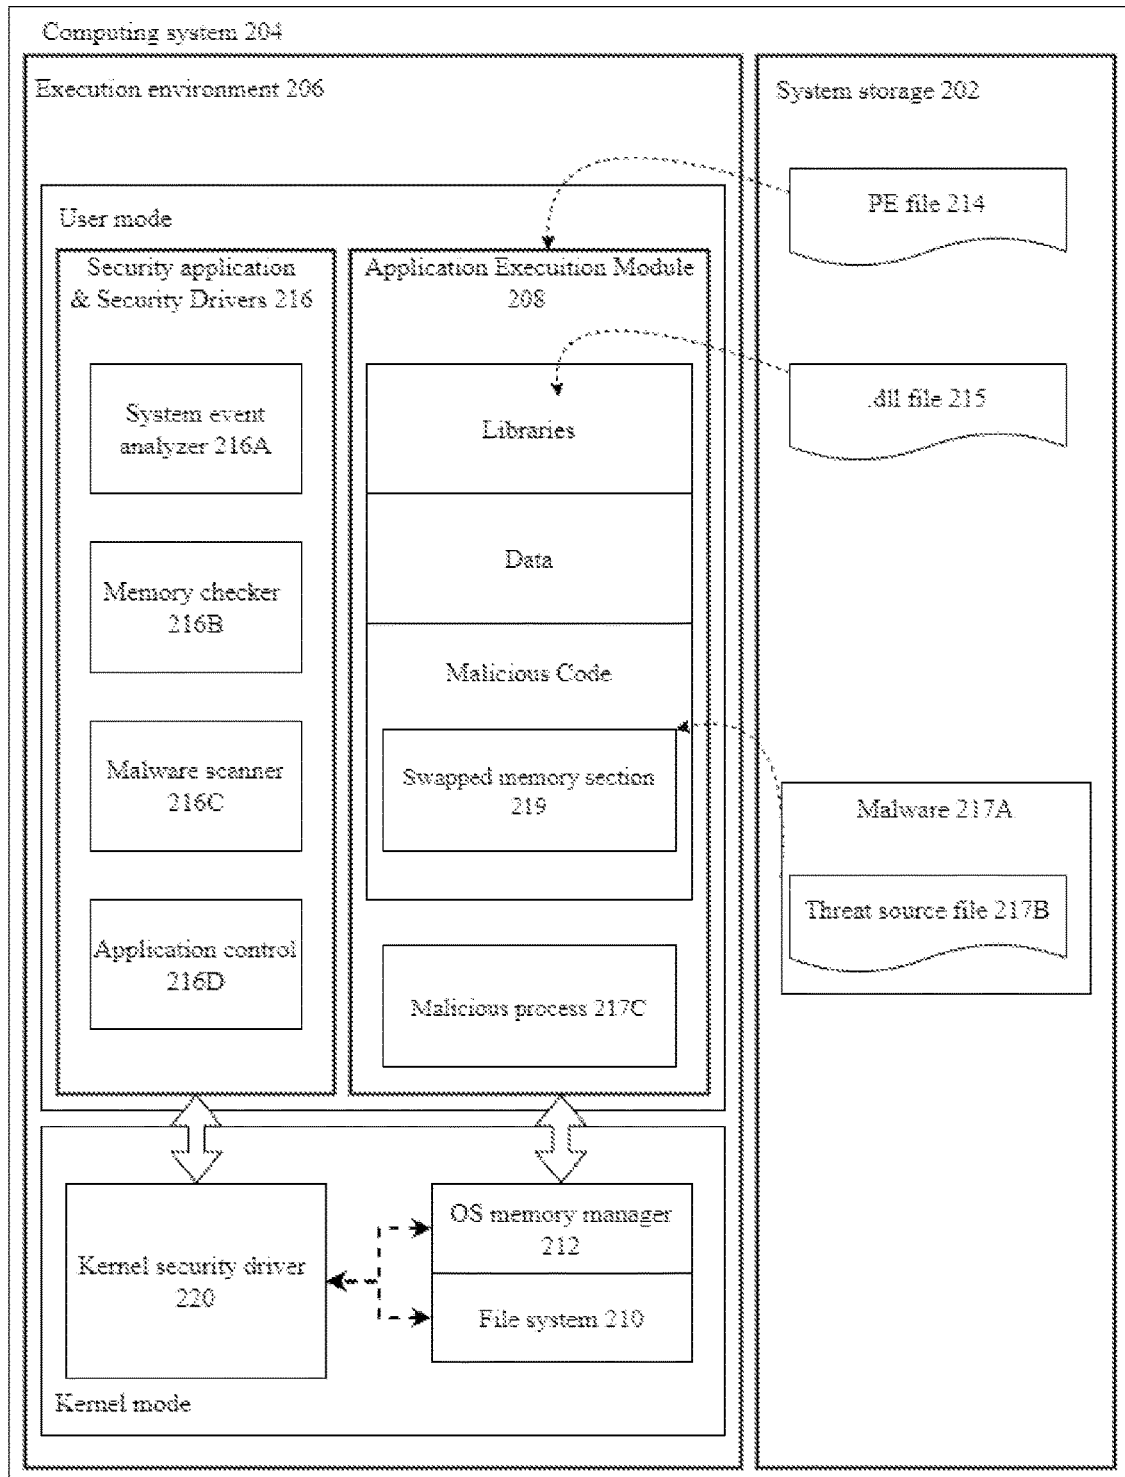 Computing system 204
Execution environment 206
User mode
Security application
& Security Drivers 216
System event
analyzer 216A
Memory checker
216B
Malware scanner
216C
Application control
216D
Application Execuition Module
208
Libraries
Data
Malicious Code
Swapped memory section
219
Malicious process 217C
Kernel security driver
220
OS memory manager
212
File system 210
Kernel mode
System storage 202
PE file 214
.dll file 215
Malware 217A
Threat source file 217B